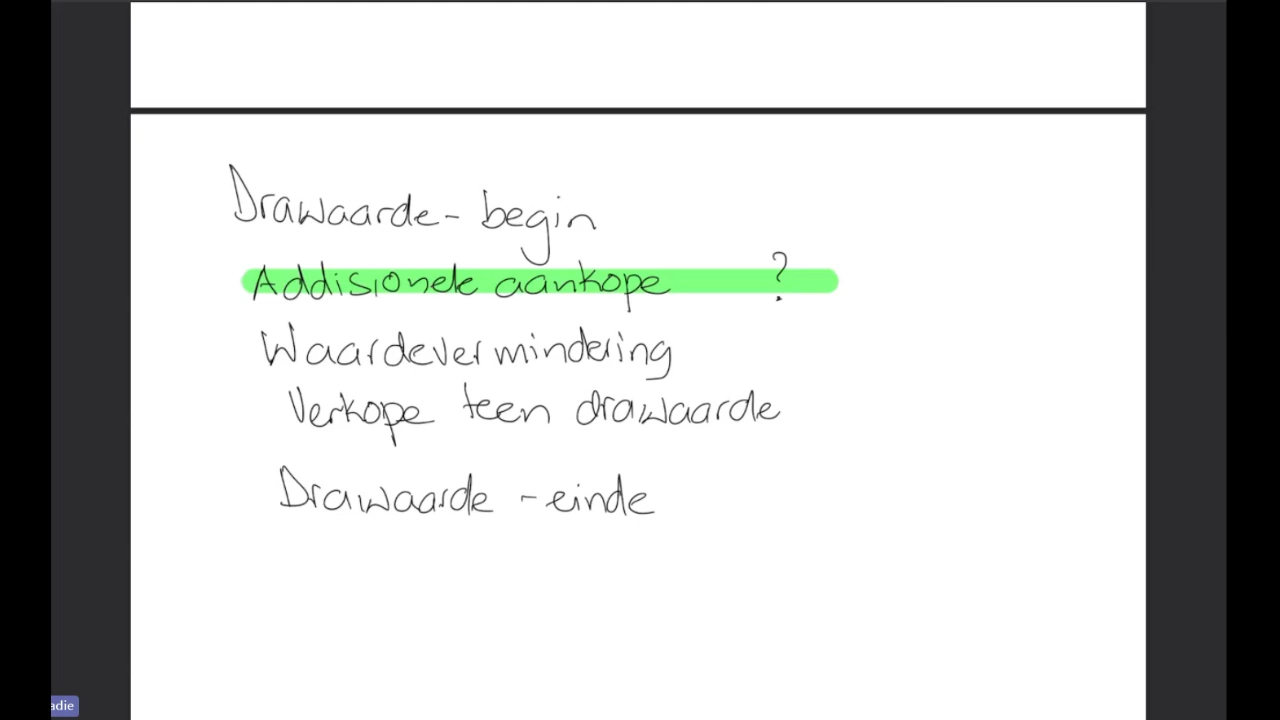 Drawaarde - begin
Addisionele aankope ?
Waardevermindering
Verkope teen drawaarde
Drawaarde - einde
adie